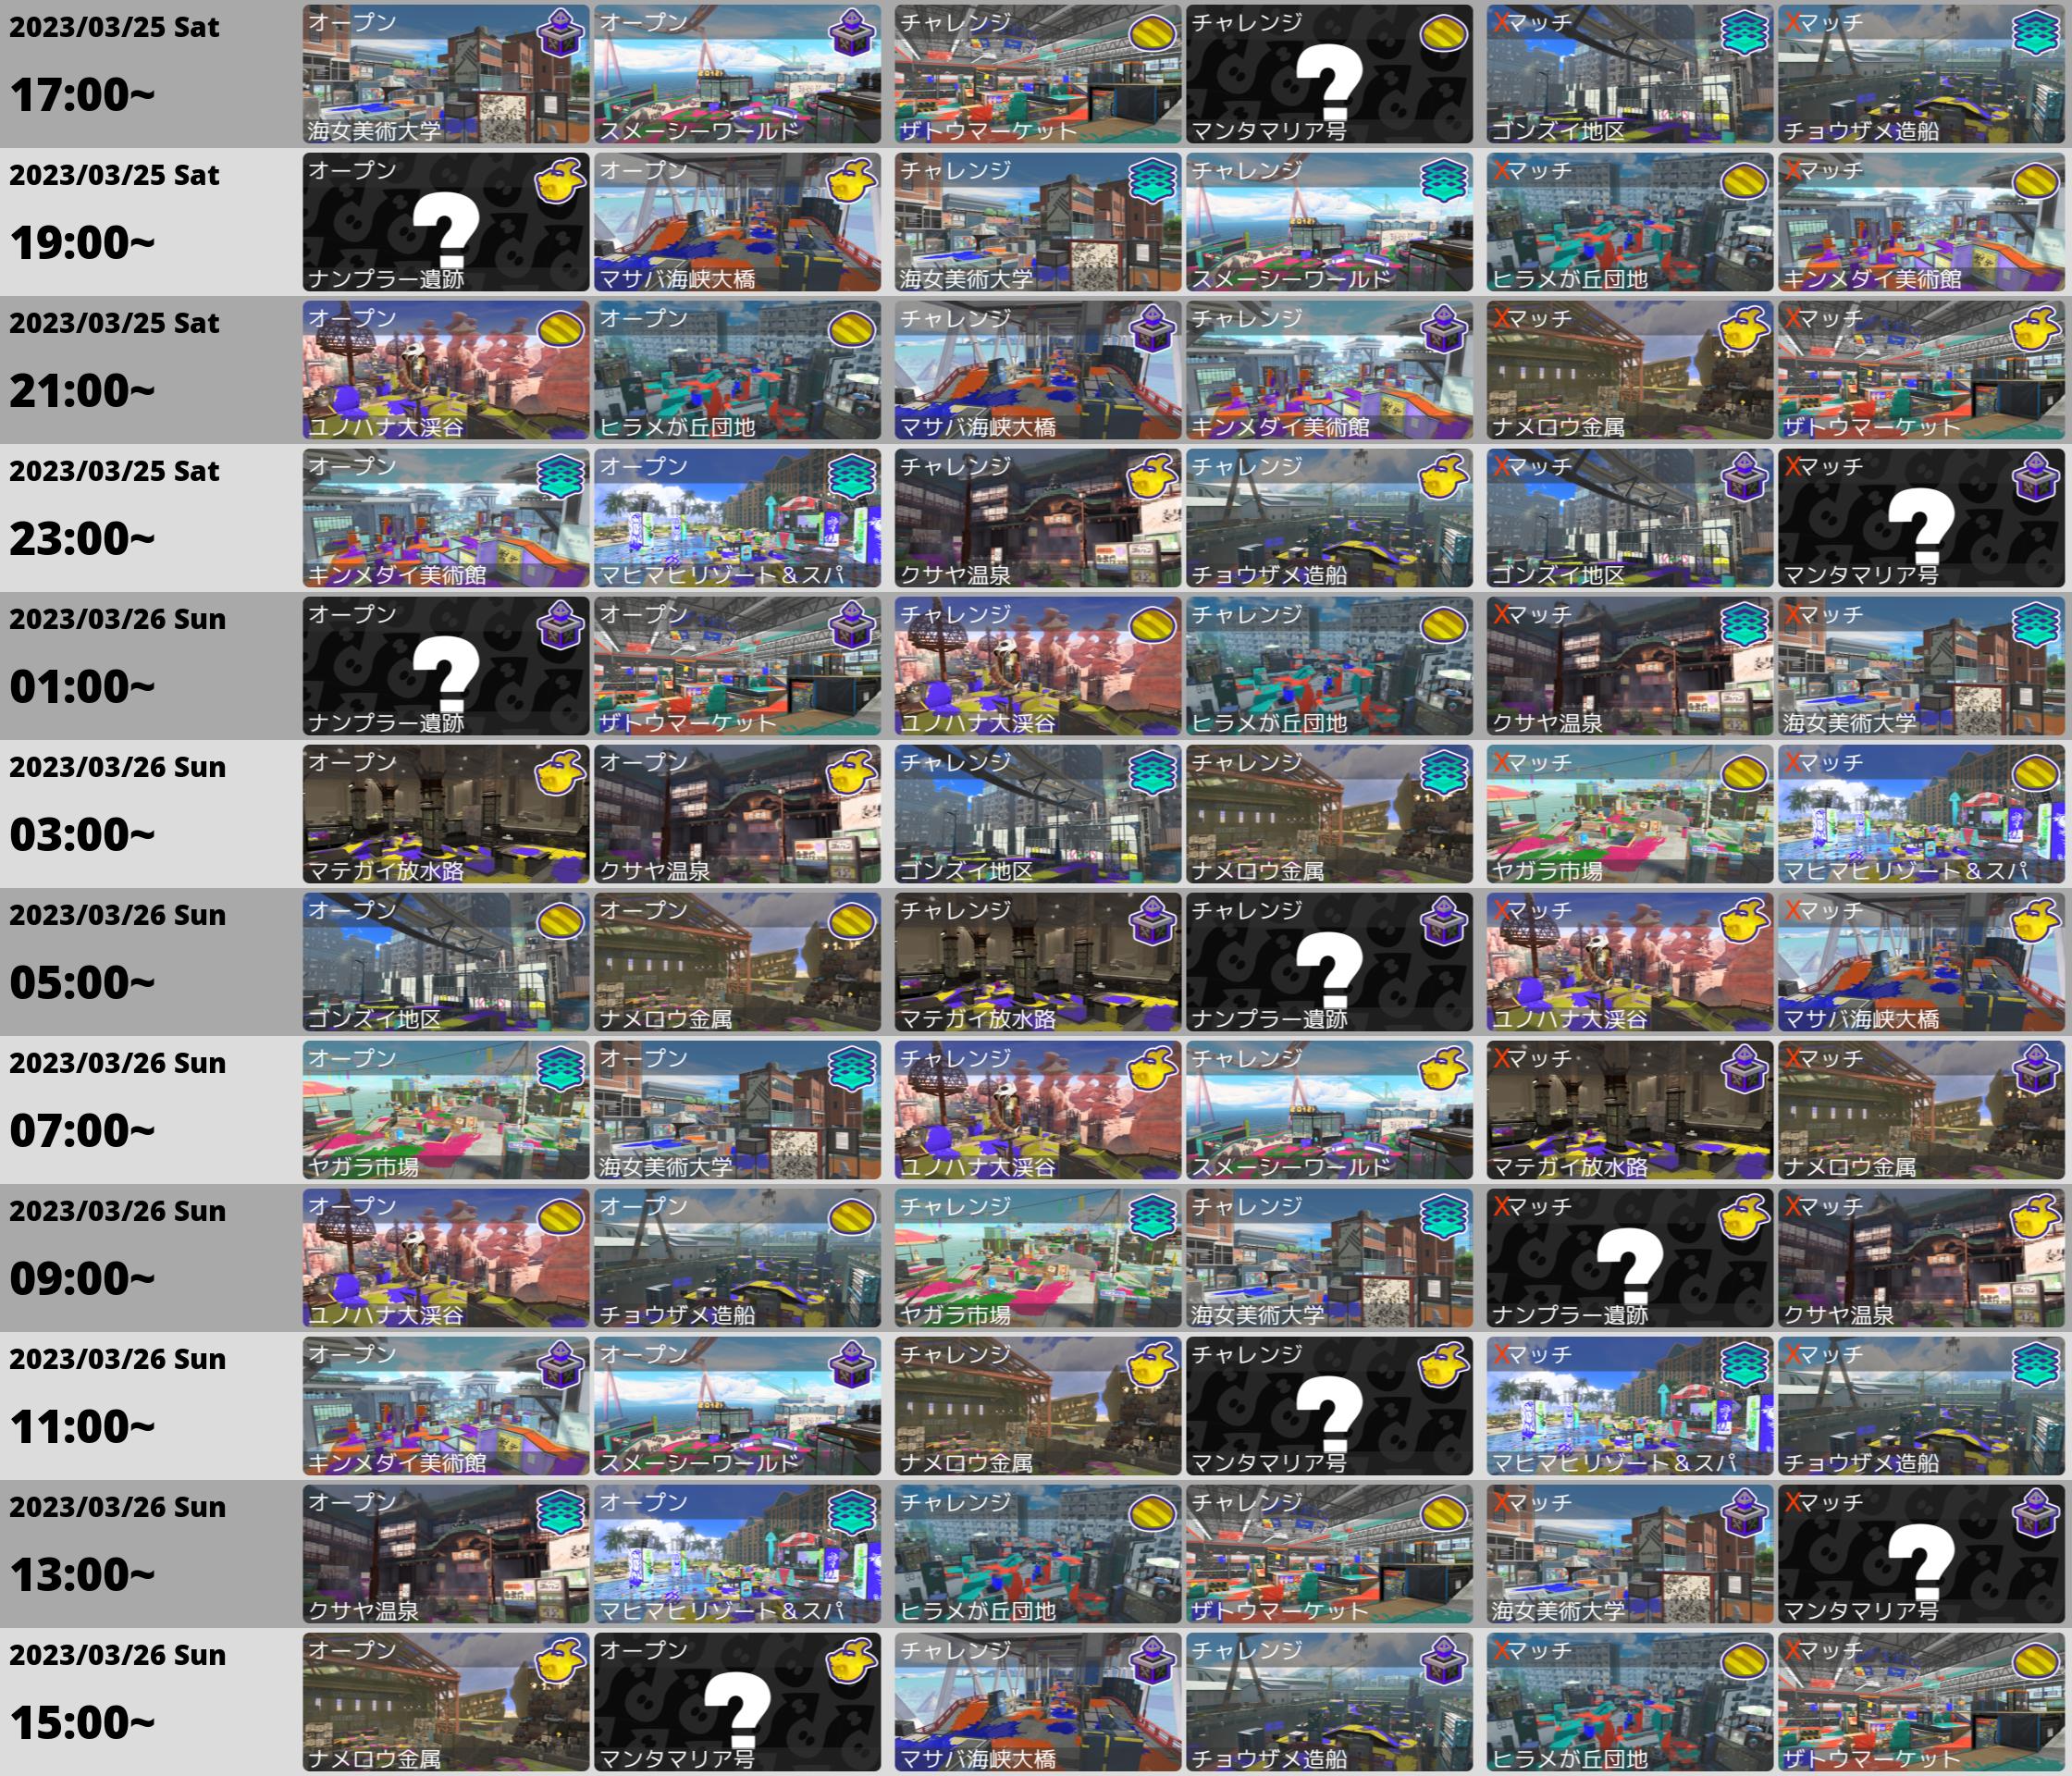 2023/03/25 Sat
17:00~
オープン オープン チャレンジ チャレンジ Xマッチ Xマッチ
海女美術大学 スメーシーワールド ザトウマーケット マンタマリア号 ゴンズイ地区 チョウザメ造船
2023/03/25 Sat
19:00~
オープン オープン チャレンジ チャレンジ Xマッチ Xマッチ
ナンプラー遺跡 マサバ海峡大橋 海女美術大学 スメーシーワールド ヒラメが丘団地 キンメダイ美術館
2023/03/25 Sat
21:00~
オープン オープン チャレンジ チャレンジ Xマッチ Xマッチ
ユノハナ大渓谷 ヒラメが丘団地 マサバ海峡大橋 キンメダイ美術館 ナメロウ金属 ザトウマーケット
2023/03/25 Sat
23:00~
オープン オープン チャレンジ チャレンジ Xマッチ Xマッチ
キンメダイ美術館 マヒマヒリゾート&スパ クサヤ温泉 チョウザメ造船 ゴンズイ地区 マンタマリア号
2023/03/26 Sun
01:00~
オープン オープン チャレンジ チャレンジ Xマッチ Xマッチ
ナンプラー遺跡 ザトウマーケット ユノハナ大渓谷 ヒラメが丘団地 クサヤ温泉 海女美術大学
2023/03/26 Sun
03:00~
オープン オープン チャレンジ チャレンジ Xマッチ Xマッチ
マテガイ放水路 クサヤ温泉 ゴンズイ地区 ナメロウ金属 ヤガラ市場 マヒマヒリゾート&スパ
2023/03/26 Sun
05:00~
オープン オープン チャレンジ チャレンジ Xマッチ Xマッチ
ゴンズイ地区 ナメロウ金属 マテガイ放水路 ナンプラー遺跡 ユノハナ大渓谷 マサバ海峡大橋
2023/03/26 Sun
07:00~
オープン オープン チャレンジ チャレンジ Xマッチ Xマッチ
ヤガラ市場 海女美術大学 ユノハナ大渓谷 スメーシーワールド マテガイ放水路 ナメロウ金属
2023/03/26 Sun
09:00~
オープン オープン チャレンジ チャレンジ Xマッチ Xマッチ
ユノハナ大渓谷 チョウザメ造船 ヤガラ市場 海女美術大学 ナンプラー遺跡 クサヤ温泉
2023/03/26 Sun
11:00~
オープン オープン チャレンジ チャレンジ Xマッチ Xマッチ
キンメダイ美術館 スメーシーワールド ナメロウ金属 マンタマリア号 マヒマヒリゾート&スパ チョウザメ造船
2023/03/26 Sun
13:00~
オープン オープン チャレンジ チャレンジ Xマッチ Xマッチ
クサヤ温泉 マヒマヒリゾート&スパ ヒラメが丘団地 ザトウマーケット 海女美術大学 マンタマリア号
2023/03/26 Sun
15:00~
オープン オープン チャレンジ チャレンジ Xマッチ Xマッチ
ナメロウ金属 マンタマリア号 マサバ海峡大橋 チョウザメ造船 ヒラメが丘団地 ザトウマーケット